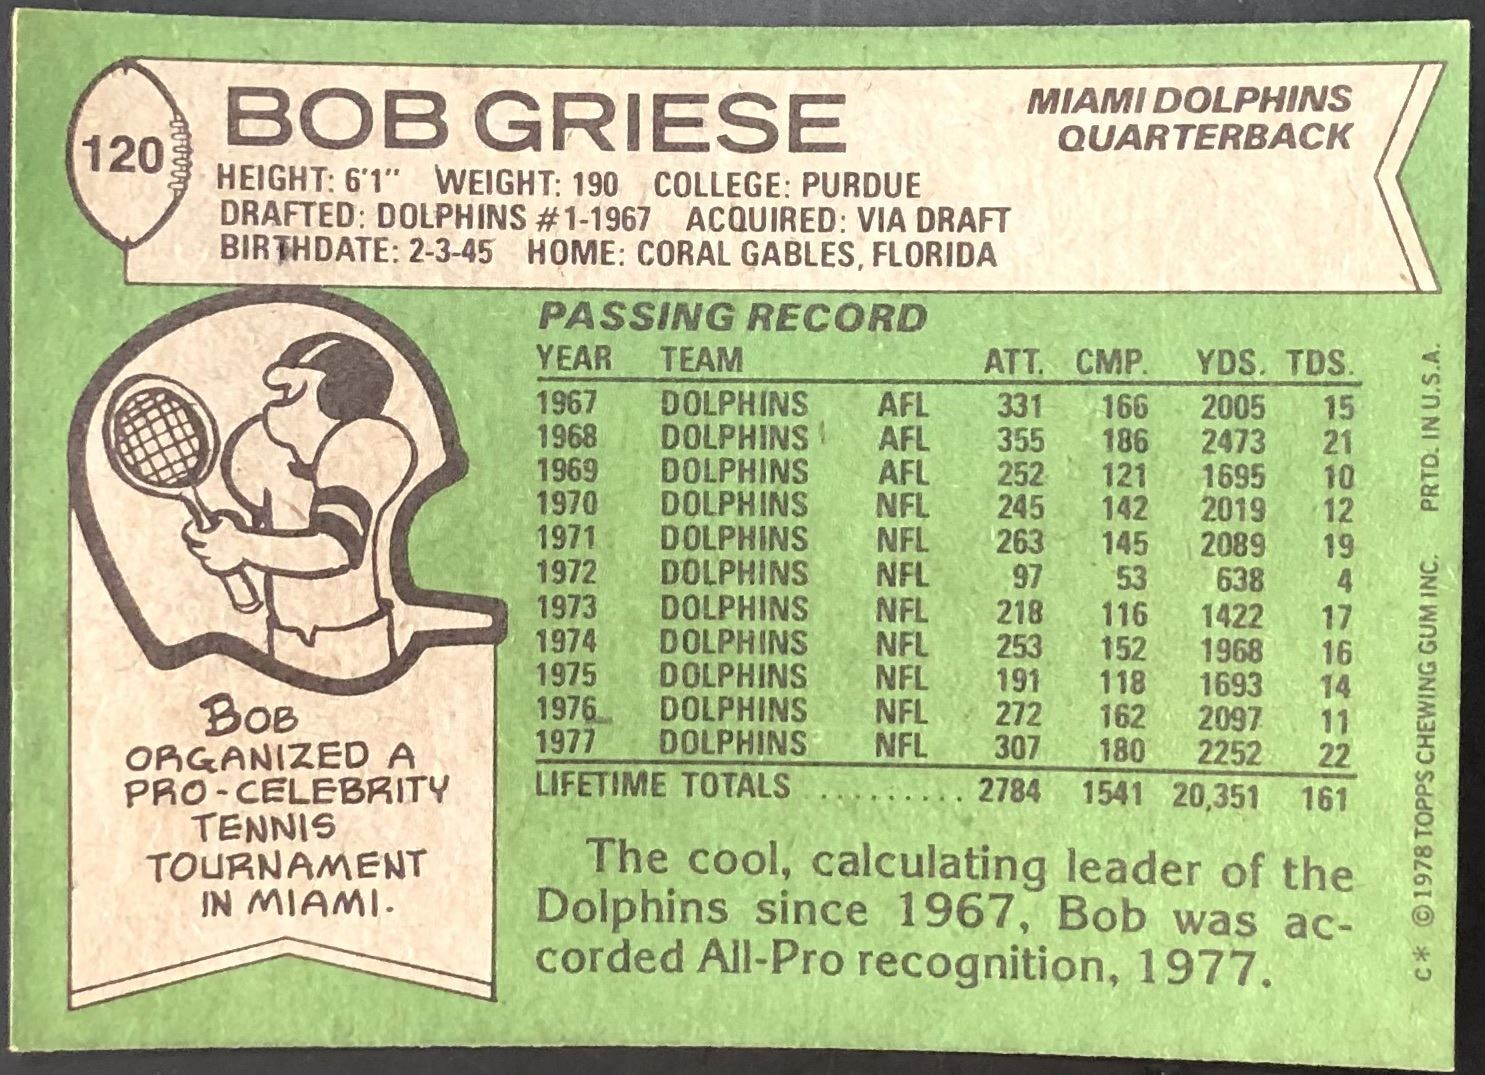 120
BOB GRIESE
MIAMI DOLPHINS
QUARTERBACK
HEIGHT: 6'1" WEIGHT: 190 COLLEGE: PURDUE
DRAFTED: DOLPHINS #1-1967 ACQUIRED: VIA DRAFT
BIRTHDATE: 2-3-45 HOME: CORAL GABLES, FLORIDA
PASSING RECORD
YEAR TEAM ATT. CMP. YDS. TDS.
1967 DOLPHINS AFL 331 166 2005 15
1968 DOLPHINS AFL 355 186 2473 21
1969 DOLPHINS AFL 252 121 1695 10
1970 DOLPHINS NFL 245 142 2019 12
1971 DOLPHINS NFL 263 145 2089 19
1972 DOLPHINS NFL 97 53 638 4
1973 DOLPHINS NFL 218 116 1422 17
1974 DOLPHINS NFL 253 152 1968 16
1975 DOLPHINS NFL 191 118 1693 14
1976 DOLPHINS NFL 272 162 2097 11
1977 DOLPHINS NFL 307 180 2252 22
LIFETIME TOTALS .......... 2784 1541 20,351 161
BOB
ORGANIZED A
PRO-CELEBRITY
TENNIS
TOURNAMENT
IN MIAMI.
The cool, calculating leader of the
Dolphins since 1967, Bob was ac-
corded All-Pro recognition, 1977.
C* © 1978 TOPPS CHEWING GUM INC. PRTD. IN U.S.A.